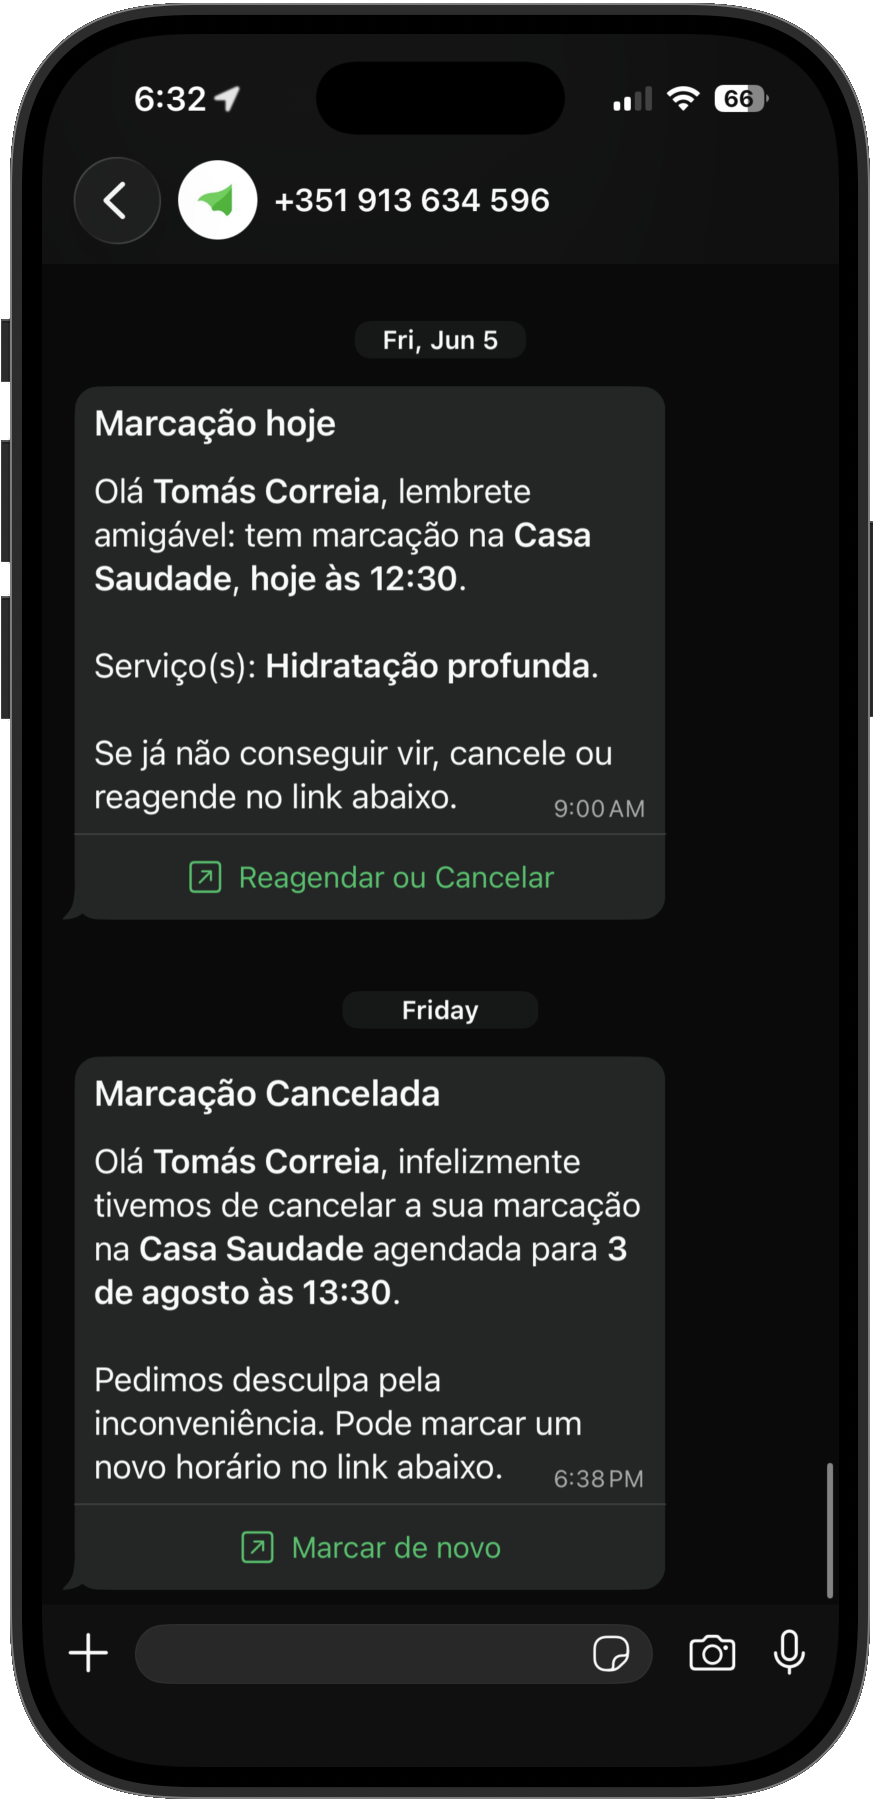 6:32
66
+351 913 634 596
Fri, Jun 5
Marcação hoje
Olá Tomás Correia, lembrete
amigável: tem marcação na Casa
Saudade, hoje às 12:30.
Serviço(s): Hidratação profunda.
Se já não conseguir vir, cancele ou
reagende no link abaixo.
9:00 AM
Reagendar ou Cancelar
Friday
Marcação Cancelada
Olá Tomás Correia, infelizmente
tivemos de cancelar a sua marcação
na Casa Saudade agendada para 3
de agosto às 13:30.
Pedimos desculpa pela
inconveniência. Pode marcar um
novo horário no link abaixo.
6:38 PM
Marcar de novo